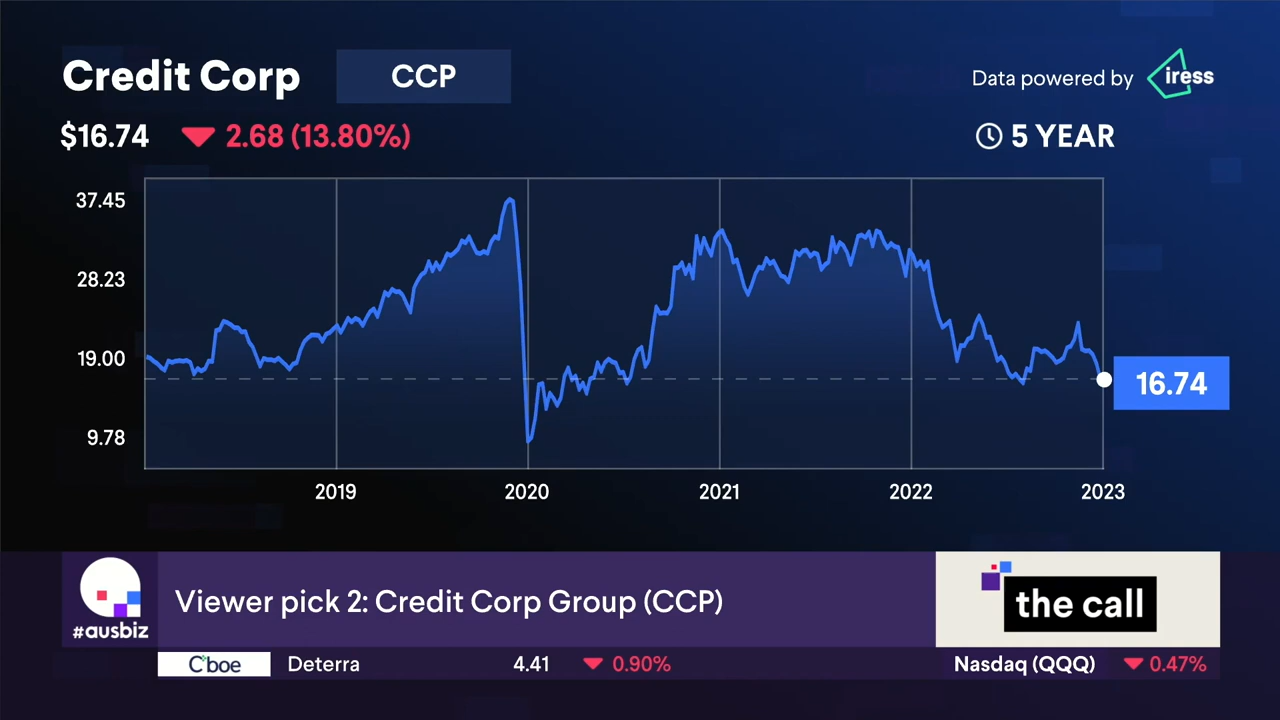 Credit Corp CCP Data powered by iress
$16.74 ▼ 2.68 (13.80%) 5 YEAR
37.45
28.23
19.00
16.74
9.78
2019 2020 2021 2022 2023
Viewer pick 2: Credit Corp Group (CCP)
the call
#ausbiz
Cboe Deterra 4.41 ▼ 0.90% Nasdaq (QQQ) ▼ 0.47%